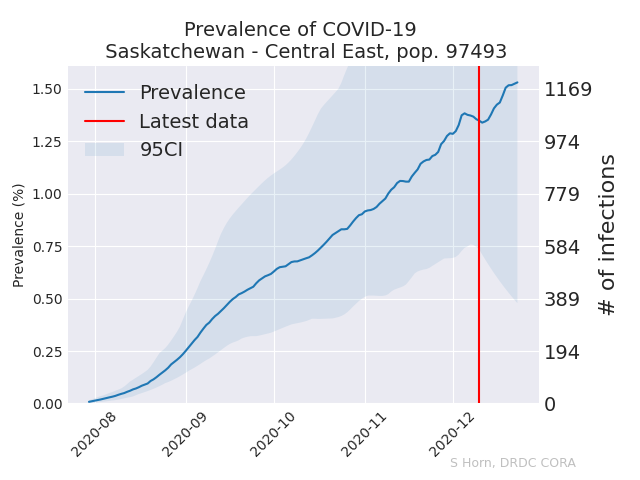 Prevalence of COVID-19
Saskatchewan - Central East, pop. 97493
Prevalence
Latest data
95CI
Prevalence (%)
1.50
1.25
1.00
0.75
0.50
0.25
0.00
1169
974
779
584
389
194
0
# of infections
2020-08
2020-09
2020-10
2020-11
2020-12
S Horn, DRDC CORA